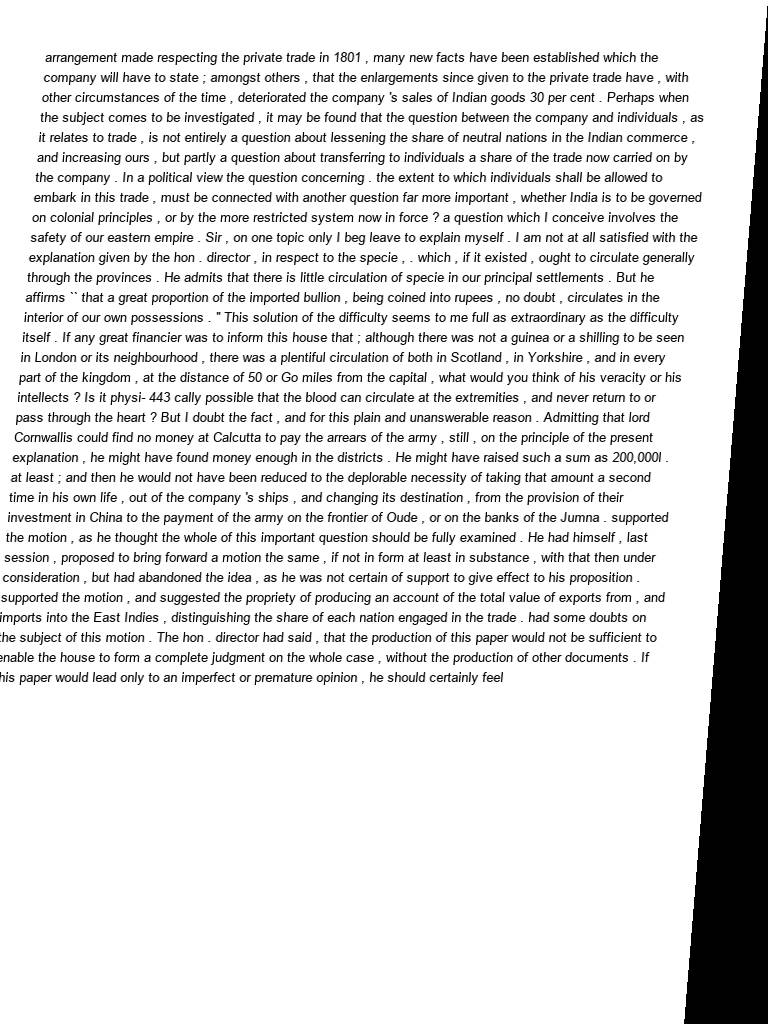 arrangement made respecting the private trade in 1801 , many new facts have been established which the
company will have to state ; amongst others , that the enlargements since given to the private trade have , with
other circumstances of the time , deteriorated the company 's sales of Indian goods 30 per cent . Perhaps when
the subject comes to be investigated , it may be found that the question between the company and individuals , as
it relates to trade , is not entirely a question about lessening the share of neutral nations in the Indian commerce ,
and increasing ours , but partly a question about transferring to individuals a share of the trade now carried on by
the company . In a political view the question concerning . the extent to which individuals shall be allowed to
embark in this trade , must be connected with another question far more important , whether India is to be governed
on colonial principles , or by the more restricted system now in force ? a question which I conceive involves the
safety of our eastern empire . Sir , on one topic only I beg leave to explain myself . I am not at all satisfied with the
explanation given by the hon . director , in respect to the specie , . which , if it existed , ought to circulate generally
through the provinces . He admits that there is little circulation of specie in our principal settlements . But he
affirms `` that a great proportion of the imported bullion , being coined into rupees , no doubt , circulates in the
interior of our own possessions . " This solution of the difficulty seems to me full as extraordinary as the difficulty
itself . If any great financier was to inform this house that ; although there was not a guinea or a shilling to be seen
in London or its neighbourhood , there was a plentiful circulation of both in Scotland , in Yorkshire , and in every
part of the kingdom , at the distance of 50 or Go miles from the capital , what would you think of his veracity or his
intellects ? Is it physi- 443 cally possible that the blood can circulate at the extremities , and never return to or
pass through the heart ? But I doubt the fact , and for this plain and unanswerable reason . Admitting that lord
Cornwallis could find no money at Calcutta to pay the arrears of the army , still , on the principle of the present
explanation , he might have found money enough in the districts . He might have raised such a sum as 200,000l .
at least ; and then he would not have been reduced to the deplorable necessity of taking that amount a second
time in his own life , out of the company 's ships , and changing its destination , from the provision of their
investment in China to the payment of the army on the frontier of Oude , or on the banks of the Jumna . supported
the motion , as he thought the whole of this important question should be fully examined . He had himself , last
session , proposed to bring forward a motion the same , if not in form at least in substance , with that then under
consideration , but had abandoned the idea , as he was not certain of support to give effect to his proposition .
supported the motion , and suggested the propriety of producing an account of the total value of exports from , and
imports into the East Indies , distinguishing the share of each nation engaged in the trade . had some doubts on
the subject of this motion . The hon . director had said , that the production of this paper would not be sufficient to
enable the house to form a complete judgment on the whole case , without the production of other documents . If
his paper would lead only to an imperfect or premature opinion , he should certainly feel